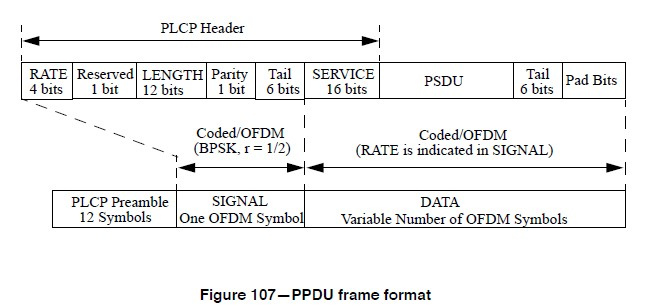 PLCP Header
RATE Reserved LENGTH Parity Tail SERVICE PSDU Tail Pad Bits
4 bits 1 bit 12 bits 1 bit 6 bits 16 bits 6 bits
Coded/OFDM
(BPSK, r = 1/2)
Coded/OFDM
(RATE is indicated in SIGNAL)
PLCP Preamble
12 Symbols
SIGNAL
One OFDM Symbol
DATA
Variable Number of OFDM Symbols
Figure 107—PPDU frame format